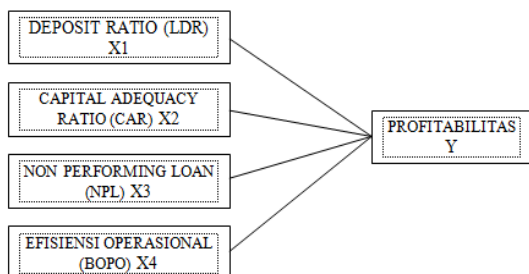 DEPOSIT RATIO (LDR)
X1
CAPITAL ADEQUACY
RATIO (CAR) X2
NON PERFORMING LOAN
(NPL) X3
EFISIENSI OPERASIONAL
(BOPO) X4
PROFITABILITAS
Y